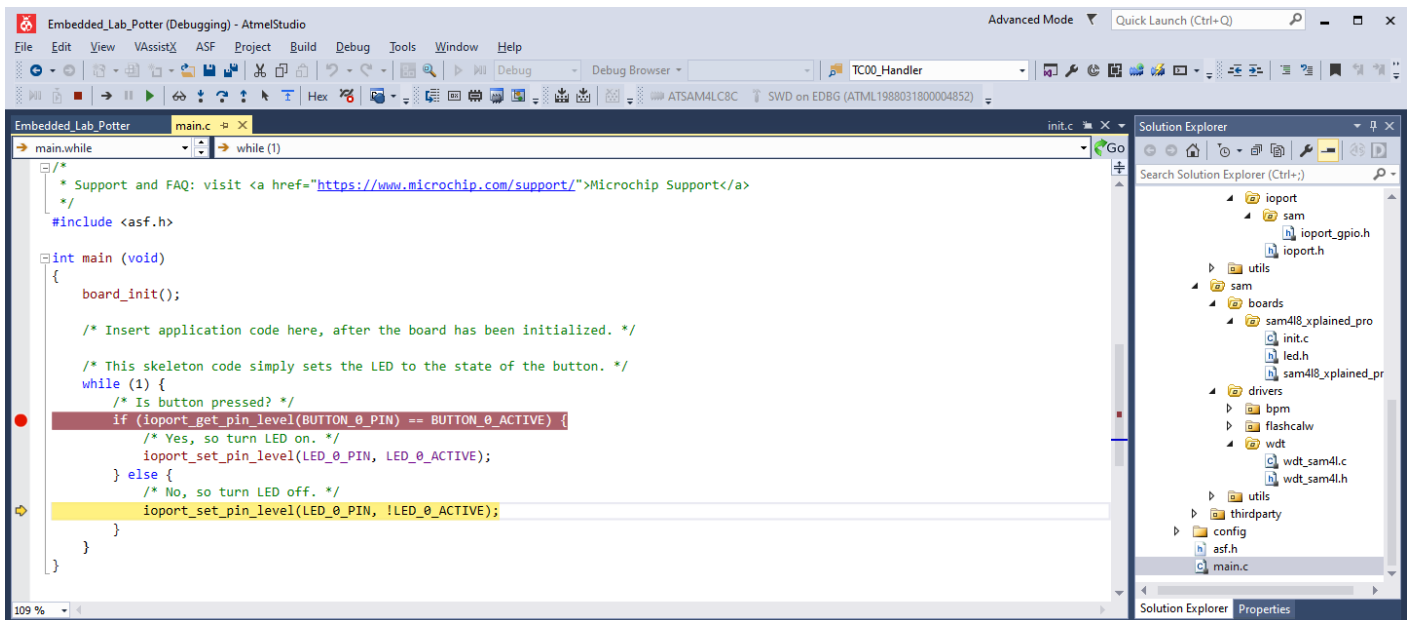 Embedded_Lab_Potter (Debugging) - AtmelStudio
Advanced Mode
Quick Launch (Ctrl+Q)
File Edit View VAssistX ASF Project Build Debug Tools Window Help
Debug
Debug Browser
TC00_Handler
Hex
ATSAM4LC8C
SWD on EDBG (ATML1988031800004852)
Embedded_Lab_Potter
main.c
init.c
main.while
while (1)
Go
/*
* Support and FAQ: visit <a href="https://www.microchip.com/support/">Microchip Support</a>
*/
#include <asf.h>
int main (void)
{
board_init();
/* Insert application code here, after the board has been initialized. */
/* This skeleton code simply sets the LED to the state of the button. */
while (1) {
/* Is button pressed? */
if (ioport_get_pin_level(BUTTON_0_PIN) == BUTTON_0_ACTIVE) {
/* Yes, so turn LED on. */
ioport_set_pin_level(LED_0_PIN, LED_0_ACTIVE);
} else {
/* No, so turn LED off. */
ioport_set_pin_level(LED_0_PIN, !LED_0_ACTIVE);
}
}
}
109 %
Solution Explorer
Search Solution Explorer (Ctrl+;)
ioport
sam
ioport_gpio.h
ioport.h
utils
sam
boards
sam4l8_xplained_pro
init.c
led.h
sam4l8_xplained_pr
drivers
bpm
flashcalw
wdt
wdt_sam4l.c
wdt_sam4l.h
utils
thirdparty
config
asf.h
main.c
Solution Explorer Properties